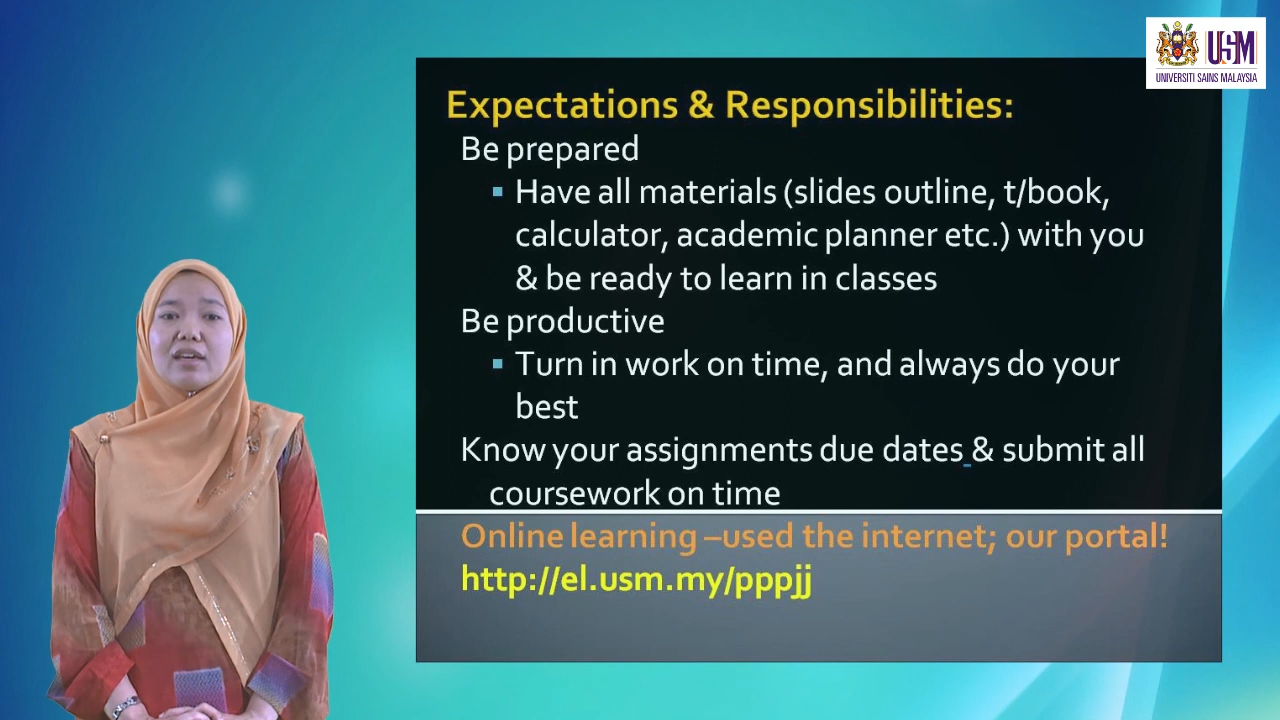 USM
UNIVERSITI SAINS MALAYSIA
Expectations & Responsibilities:
Be prepared
▪ Have all materials (slides outline, t/book,
calculator, academic planner etc.) with you
& be ready to learn in classes
Be productive
▪ Turn in work on time, and always do your
best
Know your assignments due dates & submit all
coursework on time
Online learning –used the internet; our portal!
http://el.usm.my/pppjj